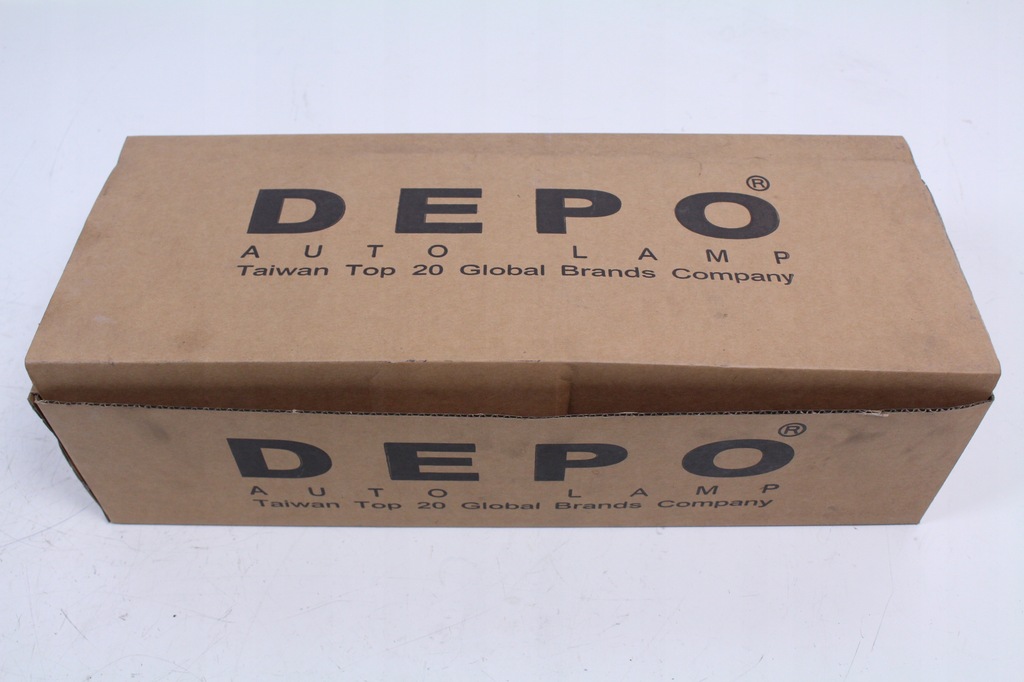 DEPO®
AUTO LAMP
Taiwan Top 20 Global Brands Company
DEPO®
AUTO LAMP
Taiwan Top 20 Global Brands Company